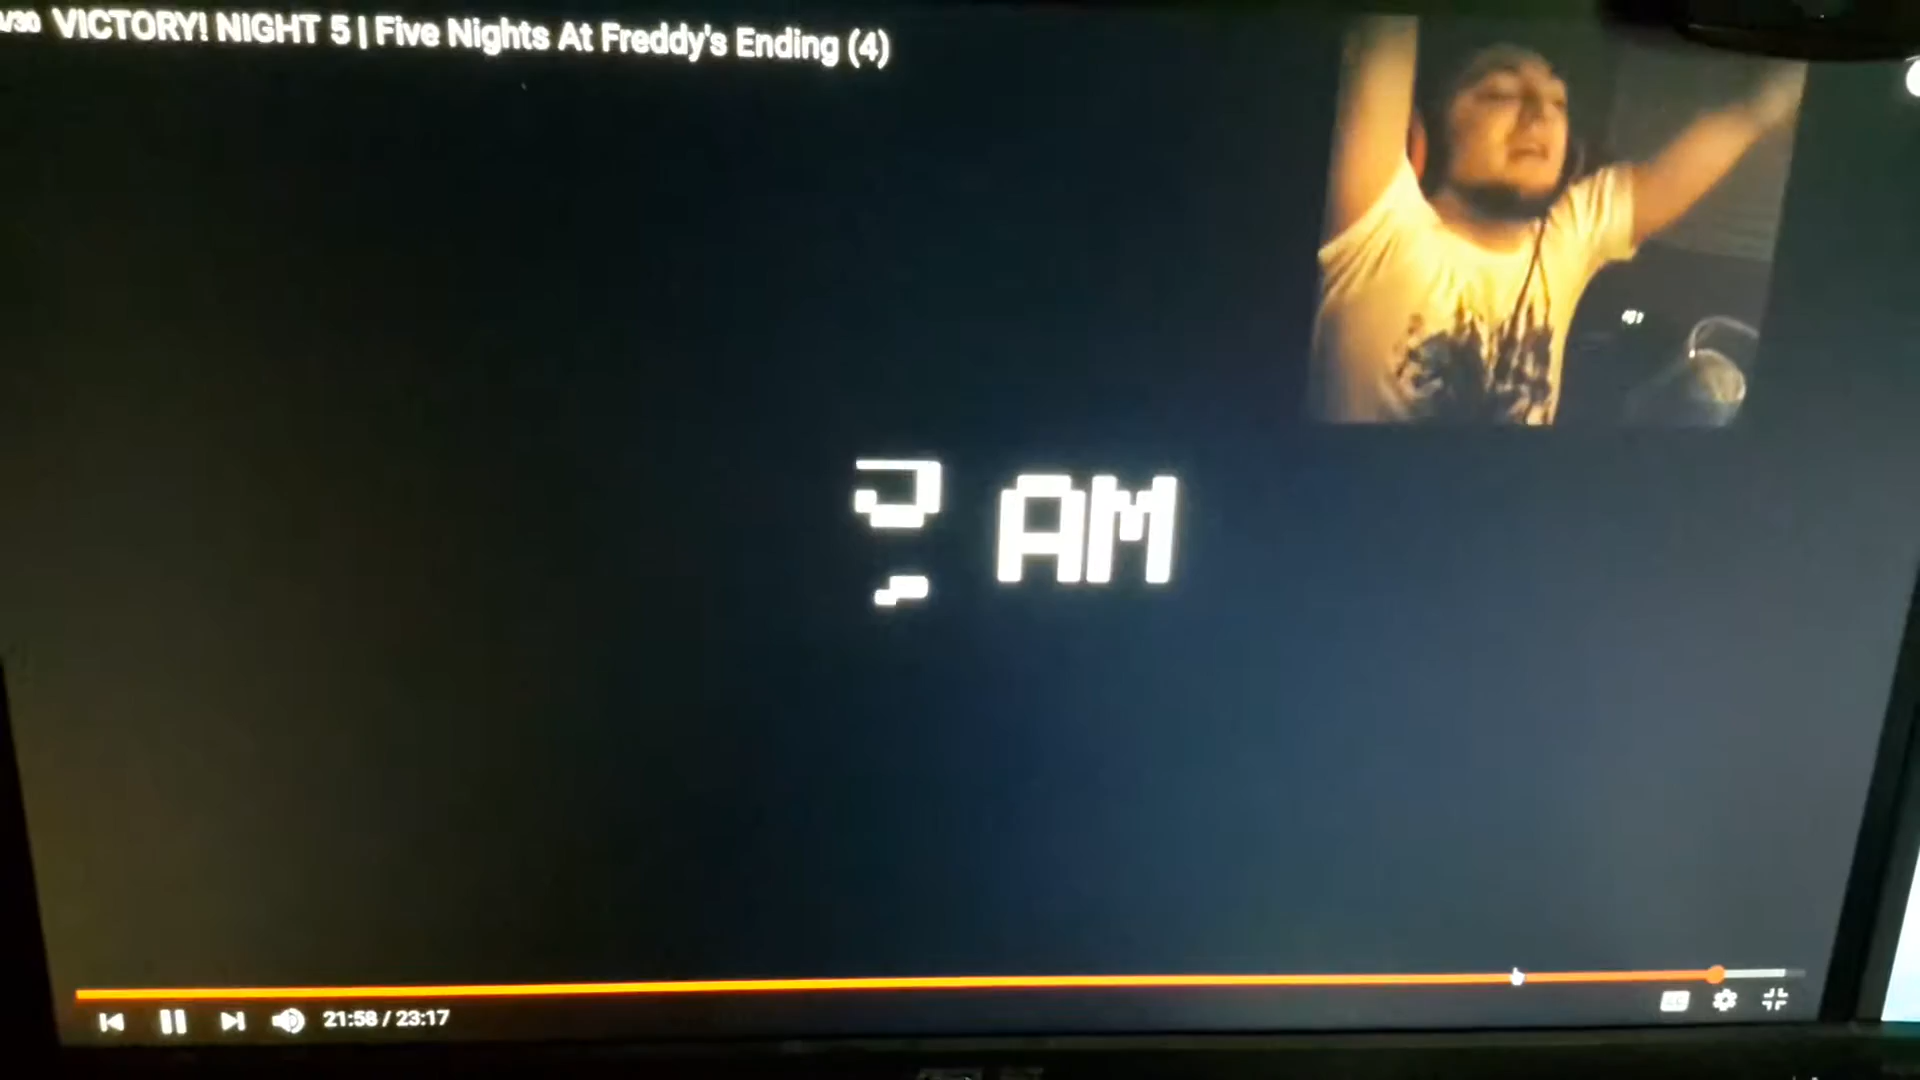 VICTORY! NIGHT 5 | Five Nights At Freddy's Ending (4)
AM
21:58 / 23:17